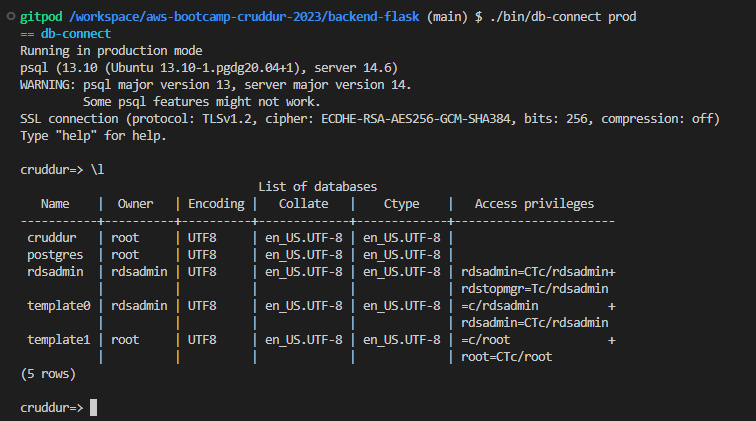 gitpod /workspace/aws-bootcamp-cruddur-2023/backend-flask (main) $ ./bin/db-connect prod
== db-connect
Running in production mode
psql (13.10 (Ubuntu 13.10-1.pgdg20.04+1), server 14.6)
WARNING: psql major version 13, server major version 14.
         Some psql features might not work.
SSL connection (protocol: TLSv1.2, cipher: ECDHE-RSA-AES256-GCM-SHA384, bits: 256, compression: off)
Type "help" for help.

cruddur=> \l
                                  List of databases
   Name    |  Owner   | Encoding |   Collate   |    Ctype    |   Access privileges
-----------+----------+----------+-------------+-------------+-----------------------
 cruddur   | root     | UTF8     | en_US.UTF-8 | en_US.UTF-8 |
 postgres  | root     | UTF8     | en_US.UTF-8 | en_US.UTF-8 |
 rdsadmin  | rdsadmin | UTF8     | en_US.UTF-8 | en_US.UTF-8 | rdsadmin=CTc/rdsadmin+
           |          |          |             |             | rdstopmgr=Tc/rdsadmin
 template0 | rdsadmin | UTF8     | en_US.UTF-8 | en_US.UTF-8 | =c/rdsadmin          +
           |          |          |             |             | rdsadmin=CTc/rdsadmin
 template1 | root     | UTF8     | en_US.UTF-8 | en_US.UTF-8 | =c/root              +
           |          |          |             |             | root=CTc/root
(5 rows)

cruddur=>